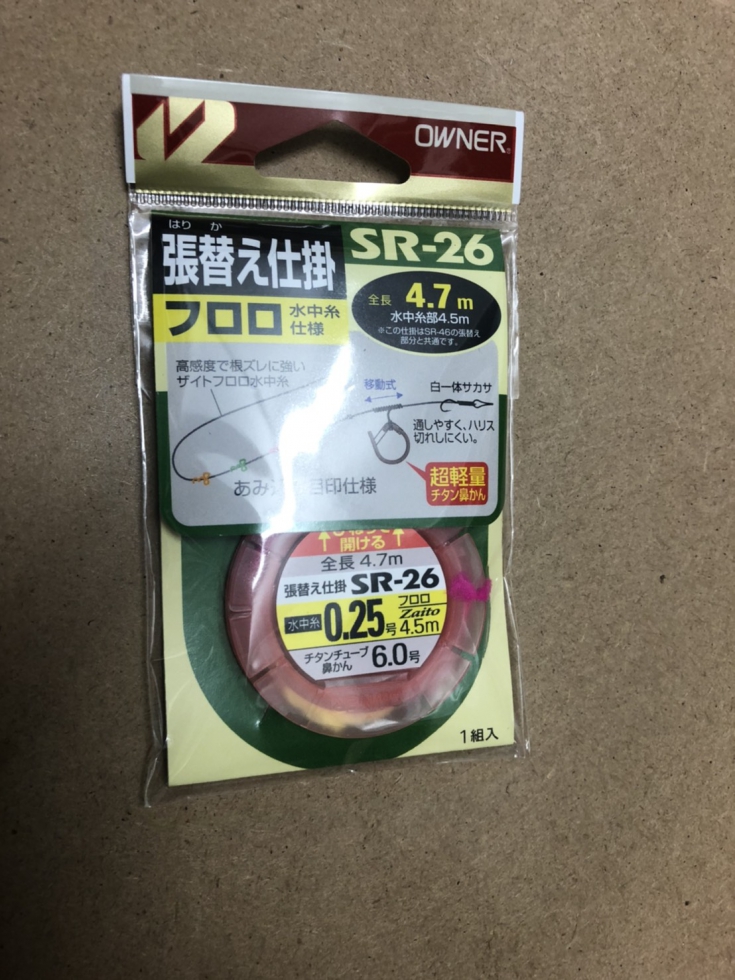 OWNER
はり か
張替え仕掛
SR-26
フロロ 水中糸
仕様
全長 4.7m
水中糸部4.5m
※この仕掛はSR-46の張替え
部分と共通です。
高感度で根ズレに強い
ザイトフロロ水中糸
移動式
白一体サカサ
通しやすく、ハリス
切れしにくい。
超軽量
チタン鼻かん
あみ 目印仕様
開ける
全長 4.7m
張替え仕掛 SR-26
水中糸 0.25号 フロロ Zaito 4.5m
チタンチューブ
鼻かん 6.0号
1組入